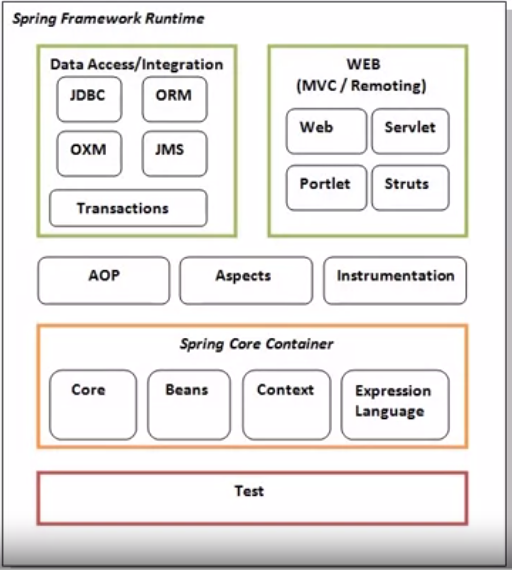 Spring Framework Runtime
Data Access/Integration
JDBC
ORM
OXM
JMS
Transactions
WEB
(MVC / Remoting)
Web
Servlet
Portlet
Struts
AOP
Aspects
Instrumentation
Spring Core Container
Core
Beans
Context
Expression
Language
Test